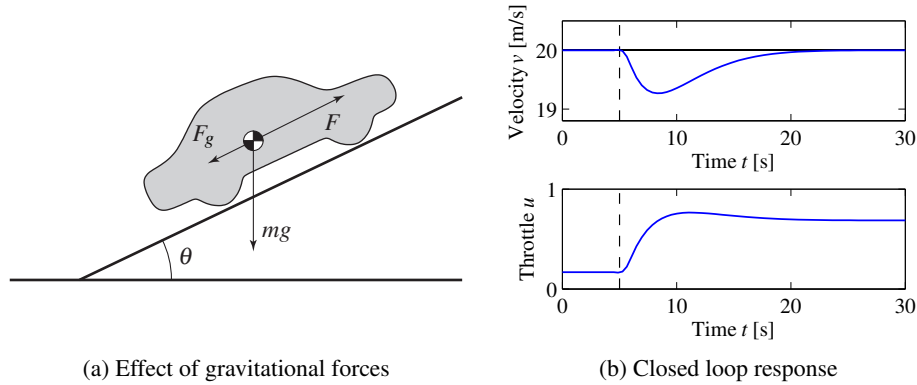 F_g
F
mg
θ
(a) Effect of gravitational forces
Velocity v [m/s]
20
19
0 10 20 30
Time t [s]
Throttle u
1
0
0 10 20 30
Time t [s]
(b) Closed loop response